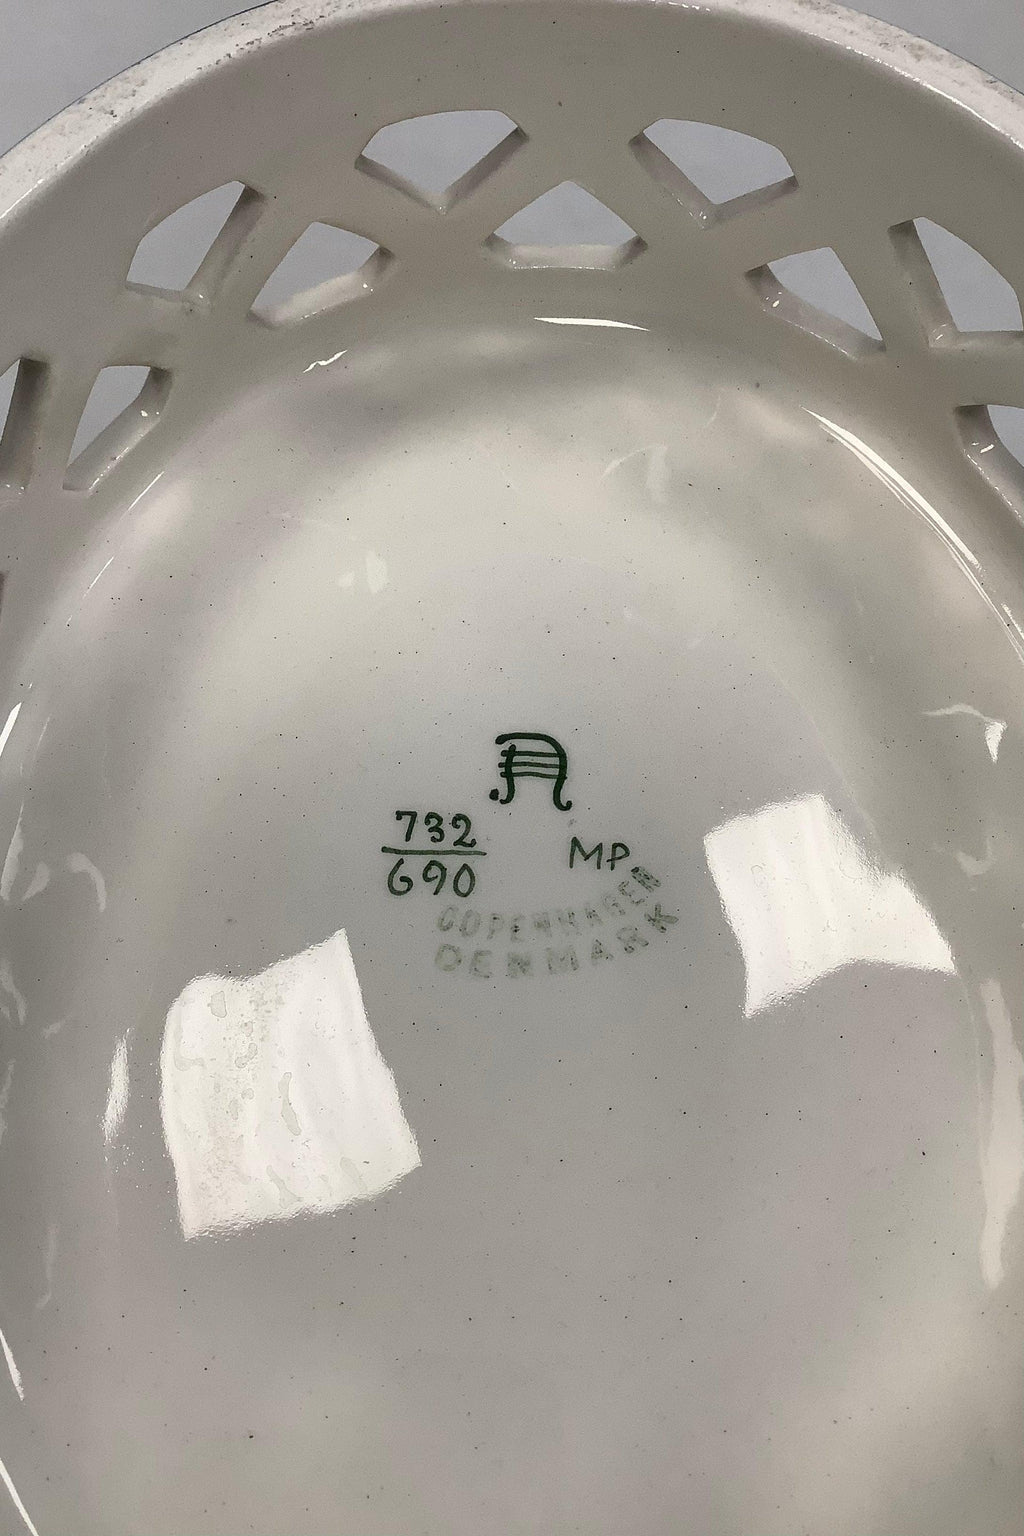 732
690
MP.
COPENHAGEN
DENMARK